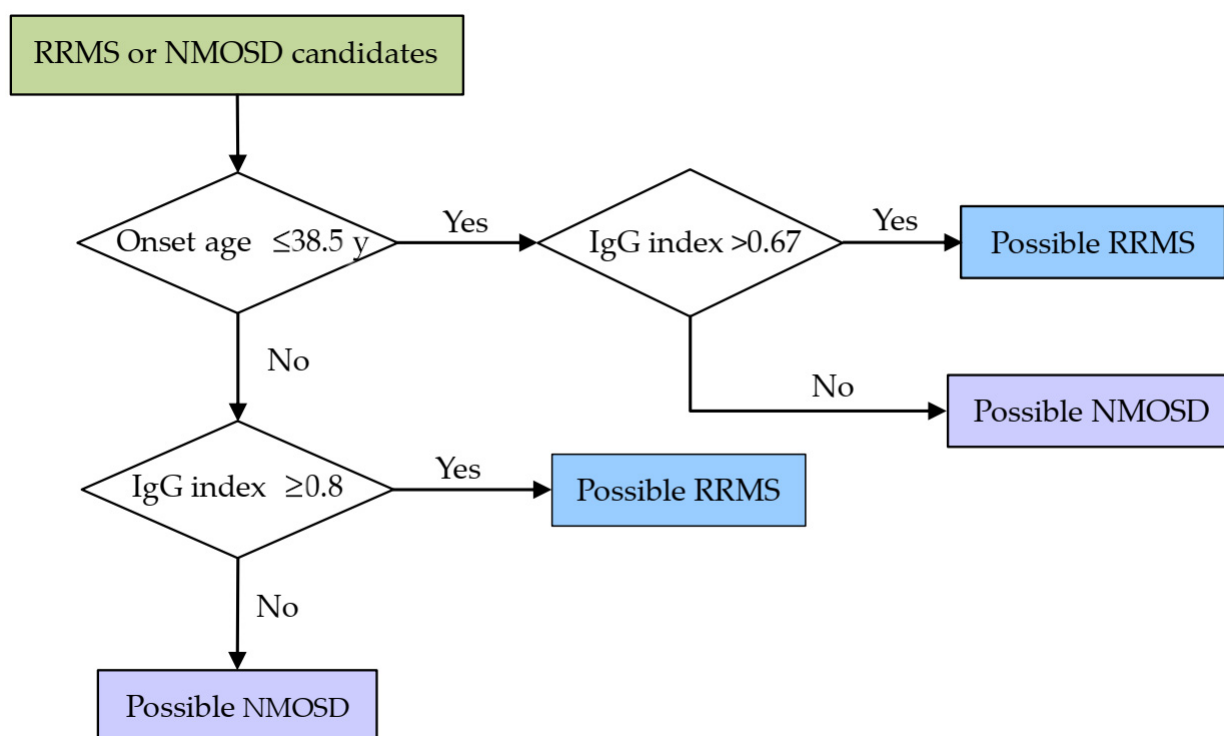 RRMS or NMOSD candidates
Onset age ≤38.5 y
Yes
IgG index >0.67
Yes
Possible RRMS
No
No
Possible NMOSD
IgG index ≥0.8
Yes
Possible RRMS
No
Possible NMOSD